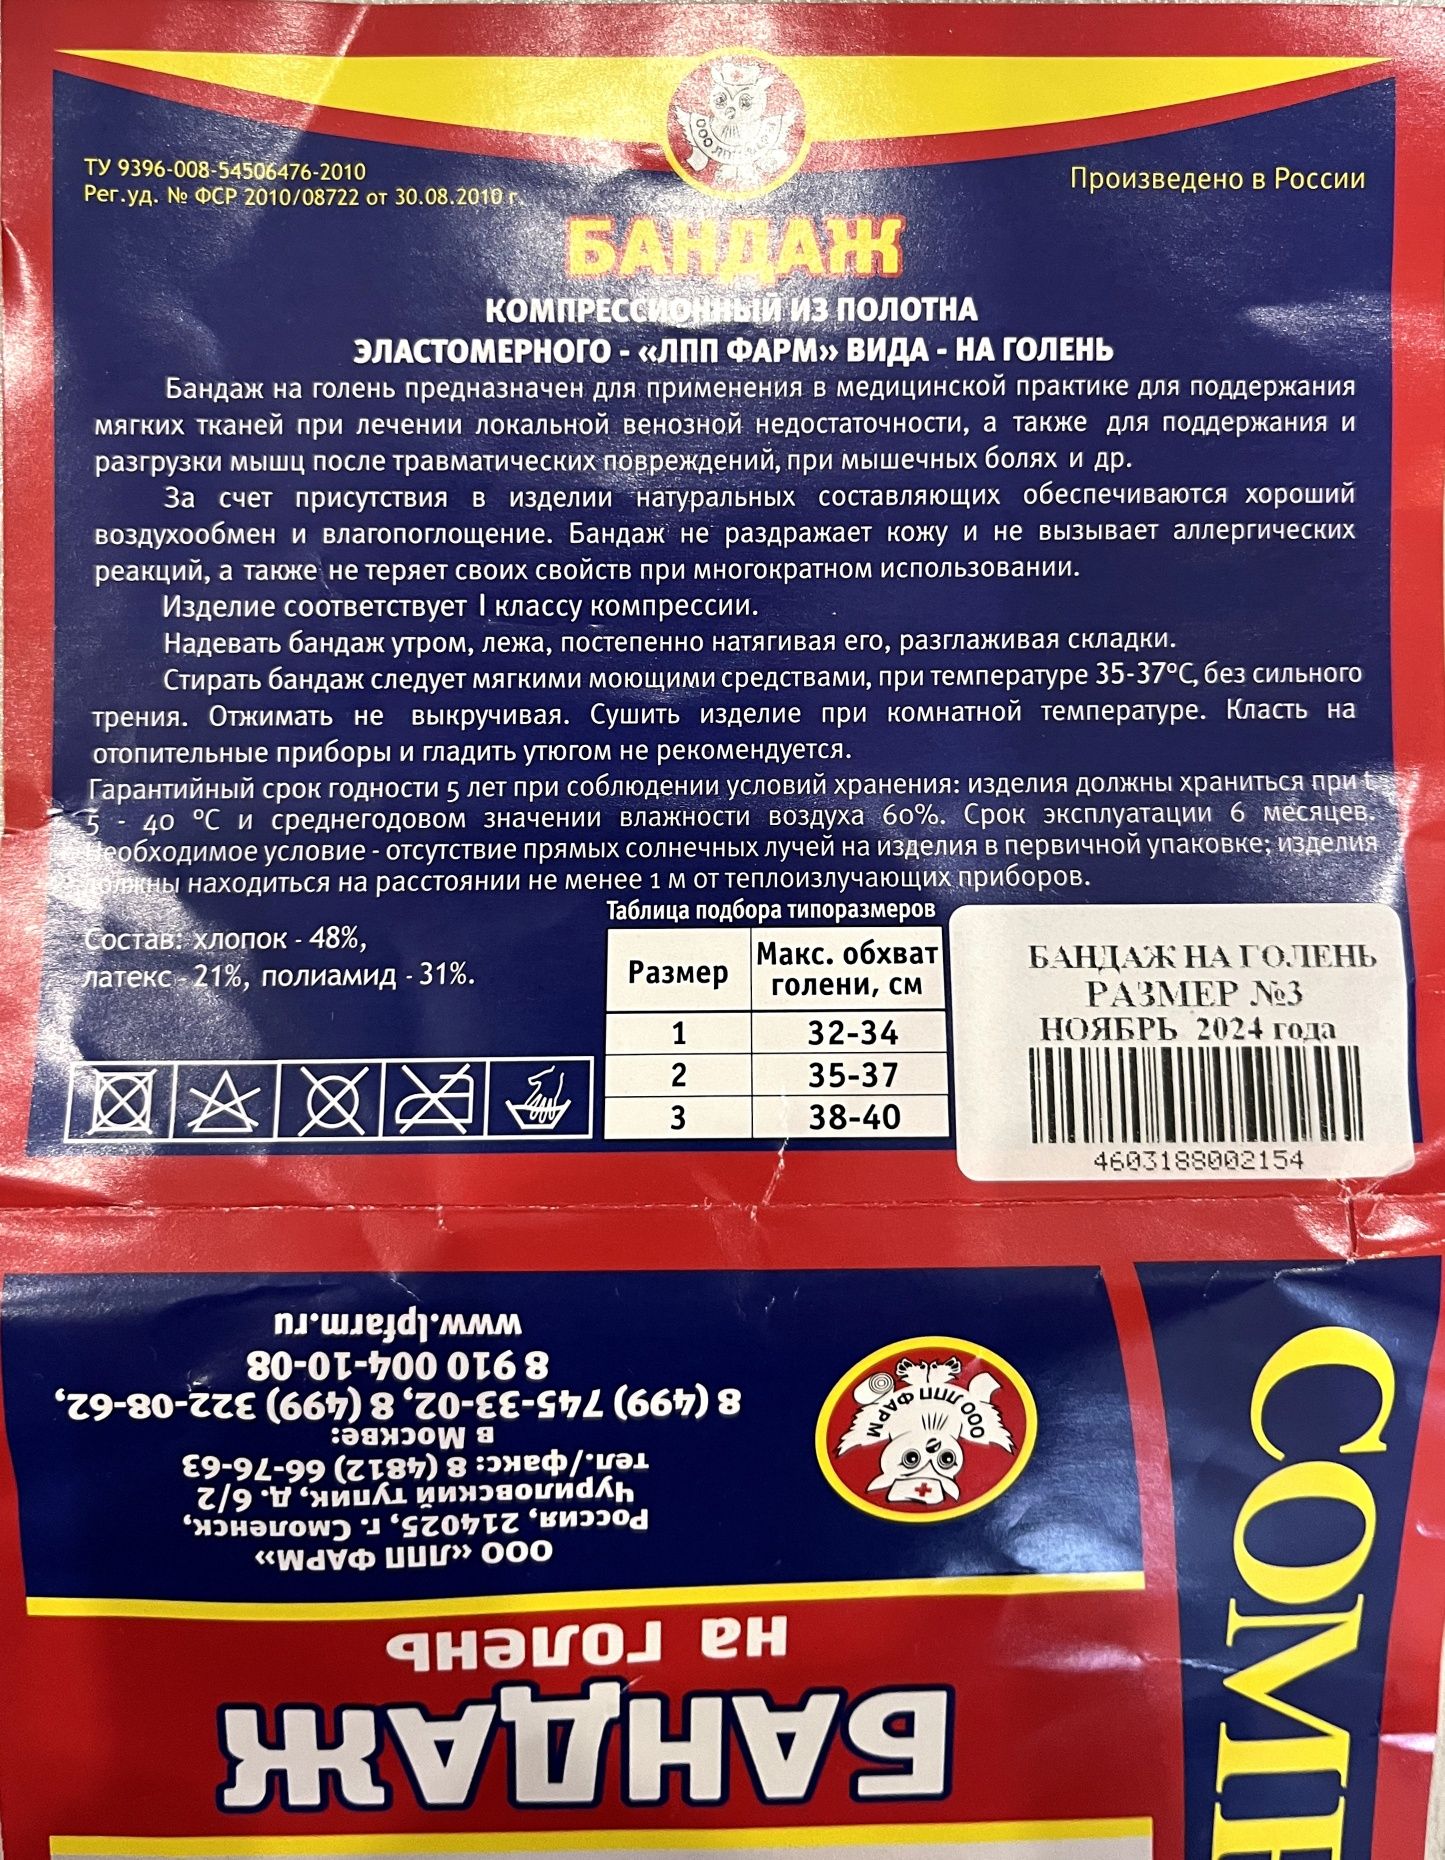 ТУ 9396-008-54506476-2010
Рег.уд. № ФСР 2010/08722 от 30.08.2010 г.
Произведено в России
БАНДАЖ
КОМПРЕССИОННЫЙ ИЗ ПОЛОТНА
ЭЛАСТОМЕРНОГО - «ЛПП ФАРМ» ВИДА - НА ГОЛЕНЬ
Бандаж на голень предназначен для применения в медицинской практике для поддержания
мягких тканей при лечении локальной венозной недостаточности, а также для поддержания и
разгрузки мышц после травматических повреждений, при мышечных болях и др.
За счет присутствия в изделии натуральных составляющих обеспечиваются хороший
воздухообмен и влагопоглощение. Бандаж не раздражает кожу и не вызывает аллергических
реакций, а также не теряет своих свойств при многократном использовании.
Изделие соответствует I классу компрессии.
Надевать бандаж утром, лежа, постепенно натягивая его, разглаживая складки.
Стирать бандаж следует мягкими моющими средствами, при температуре 35-37°С, без сильного
трения. Отжимать не выкручивая. Сушить изделие при комнатной температуре. Класть на
отопительные приборы и гладить утюгом не рекомендуется.
Гарантийный срок годности 5 лет при соблюдении условий хранения: изделия должны храниться при t
5 - 40 °С и среднегодовом значении влажности воздуха 60%. Срок эксплуатации 6 месяцев.
Необходимое условие - отсутствие прямых солнечных лучей на изделия в первичной упаковке; изделия
должны находиться на расстоянии не менее 1 м от теплоизлучающих приборов.
Состав: хлопок - 48%,
латекс - 21%, полиамид - 31%.
Таблица подбора типоразмеров
Размер Макс. обхват голени, см
1 32-34
2 35-37
3 38-40
БАНДАЖ НА ГОЛЕНЬ
РАЗМЕР №3
НОЯБРЬ 2024 года
4603188002154
БАНДАЖ
на голень
ООО «ЛПП ФАРМ»
Россия, 214025, г. Смоленск,
Чуриловский тупик, д. 6/2
тел./факс: 8 (4812) 66-76-63
в Москве:
8 (499) 745-33-02, 8 (499) 322-08-62,
8 910 004-10-08
www.lpfarm.ru
ООО ЛПП ФАРМ
COMP